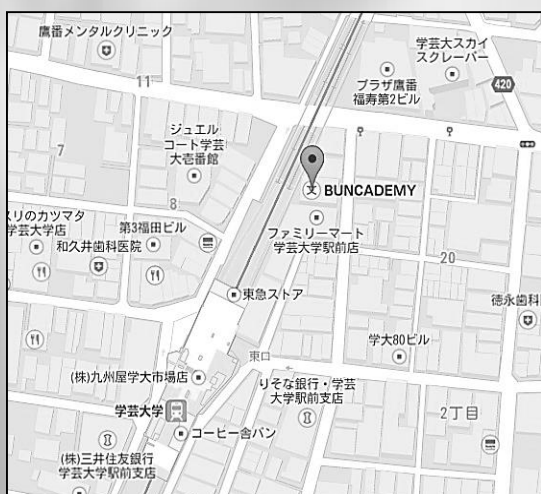 鷹番メンタルクリニック
学芸大スカイ
スクレーパー
11
プラザ鷹番
福寿第2ビル
420
ジュエル
コート学芸
大壱番館
7
BUNCADEMY
8
スリのカツマタ
学芸大学店
第3福田ビル
ファミリーマート
学芸大学駅前店
和久井歯科医院
20
東急ストア
徳永歯科
学大80ビル
東口
(株)九州屋学大市場店
りそな銀行・学芸
大学駅前支店
学芸大学
2丁目
コーヒー舎パン
(株)三井住友銀行
学芸大学駅前支店